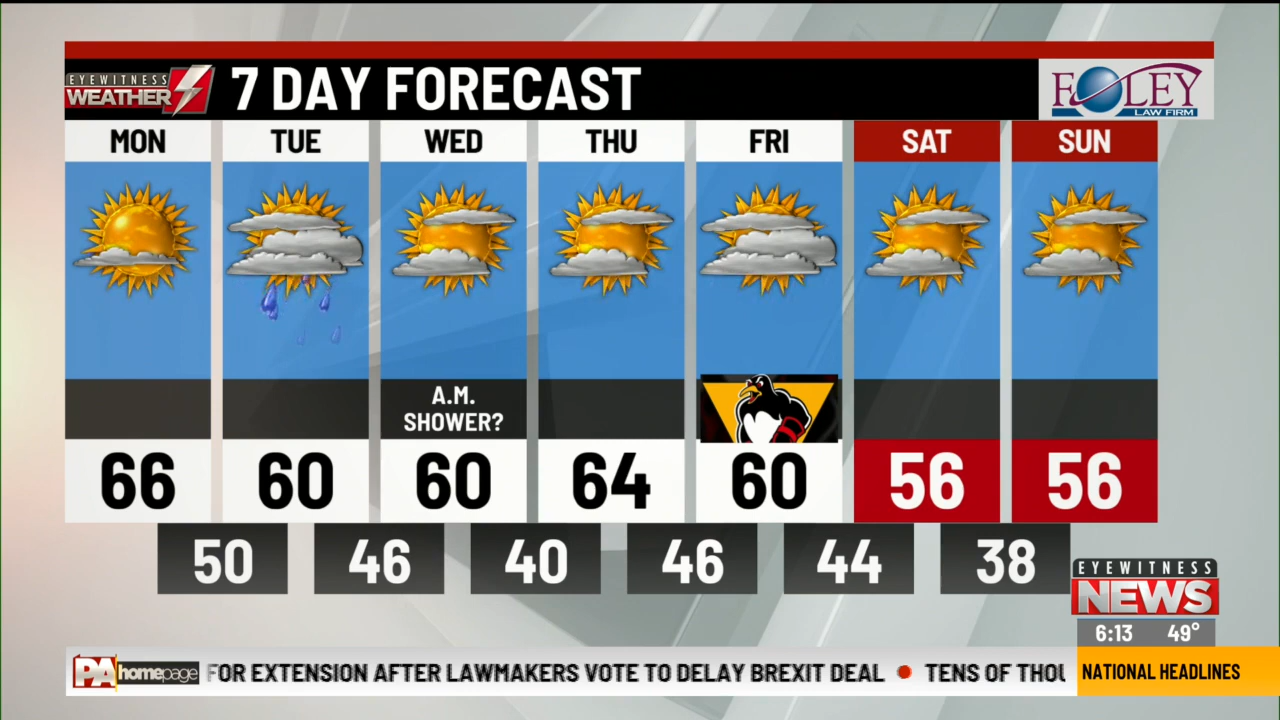 EYEWITNESS
WEATHER
7 DAY FORECAST
FOLEY
LAW FIRM
MON TUE WED THU FRI SAT SUN
A.M.
SHOWER?
66 60 60 64 60 56 56
50 46 40 46 44 38
EYEWITNESS
NEWS
6:13 49°
PA homepage FOR EXTENSION AFTER LAWMAKERS VOTE TO DELAY BREXIT DEAL • TENS OF THOU
NATIONAL HEADLINES